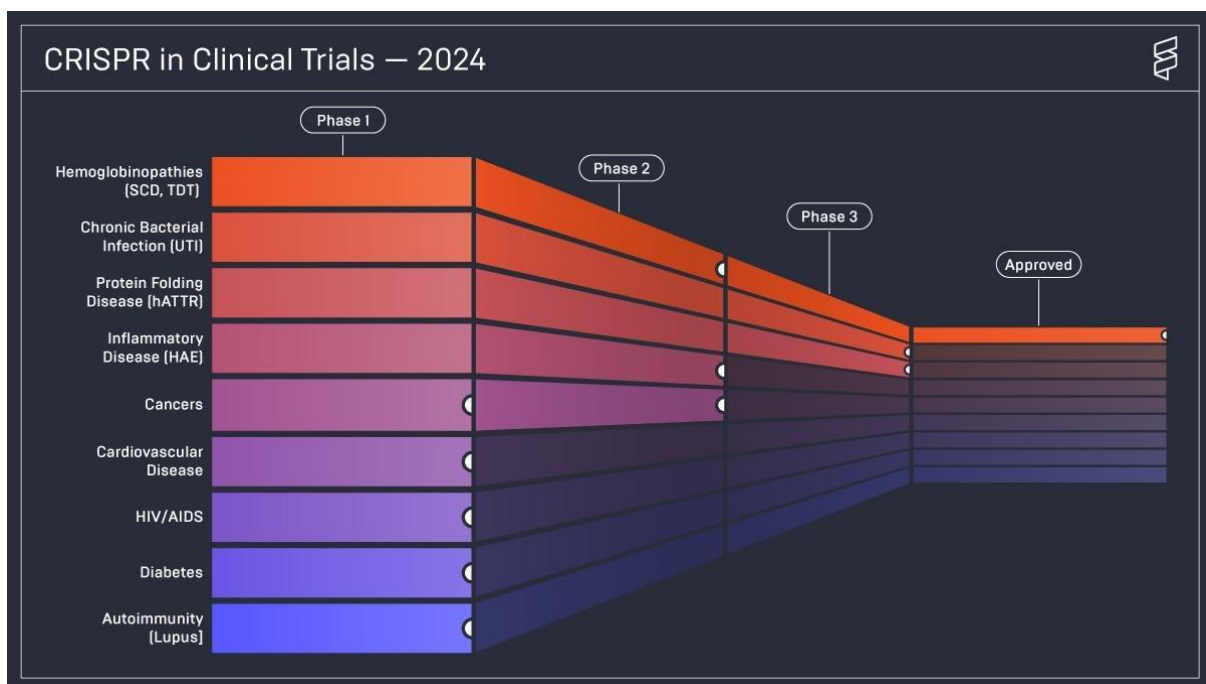 CRISPR in Clinical Trials — 2024
Phase 1
Phase 2
Phase 3
Approved
Hemoglobinopathies
(SCD, TDT)
Chronic Bacterial
Infection (UTI)
Protein Folding
Disease (hATTR)
Inflammatory
Disease (HAE)
Cancers
Cardiovascular
Disease
HIV/AIDS
Diabetes
Autoimmunity
(Lupus]